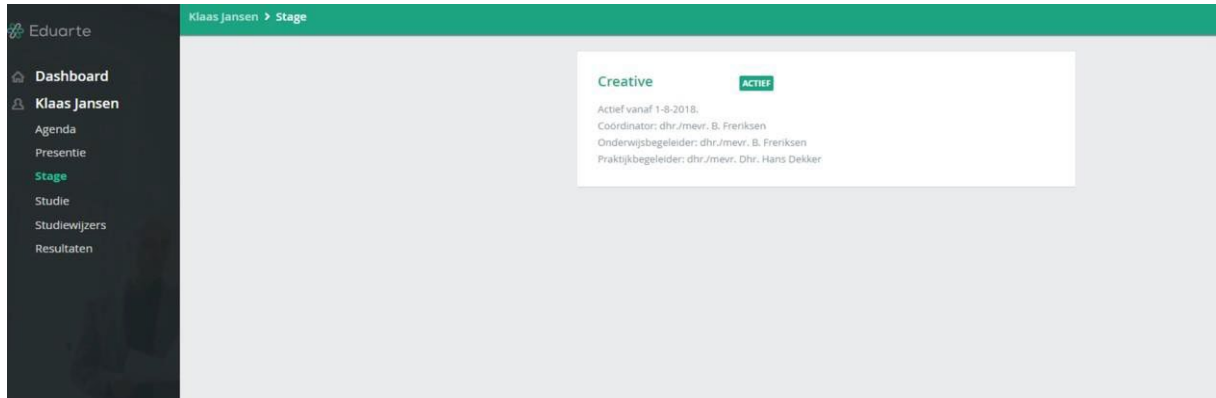 Eduarte
Klaas Jansen > Stage
Dashboard
Klaas Jansen
Agenda
Presentie
Stage
Studie
Studiewijzers
Resultaten
Creative ACTIEF
Actief vanaf 1-8-2018.
Coördinator: dhr./mevr. B. Freriksen
Onderwijsbegeleider: dhr./mevr. B. Freriksen
Praktijkbegeleider: dhr./mevr. Dhr. Hans Dekker